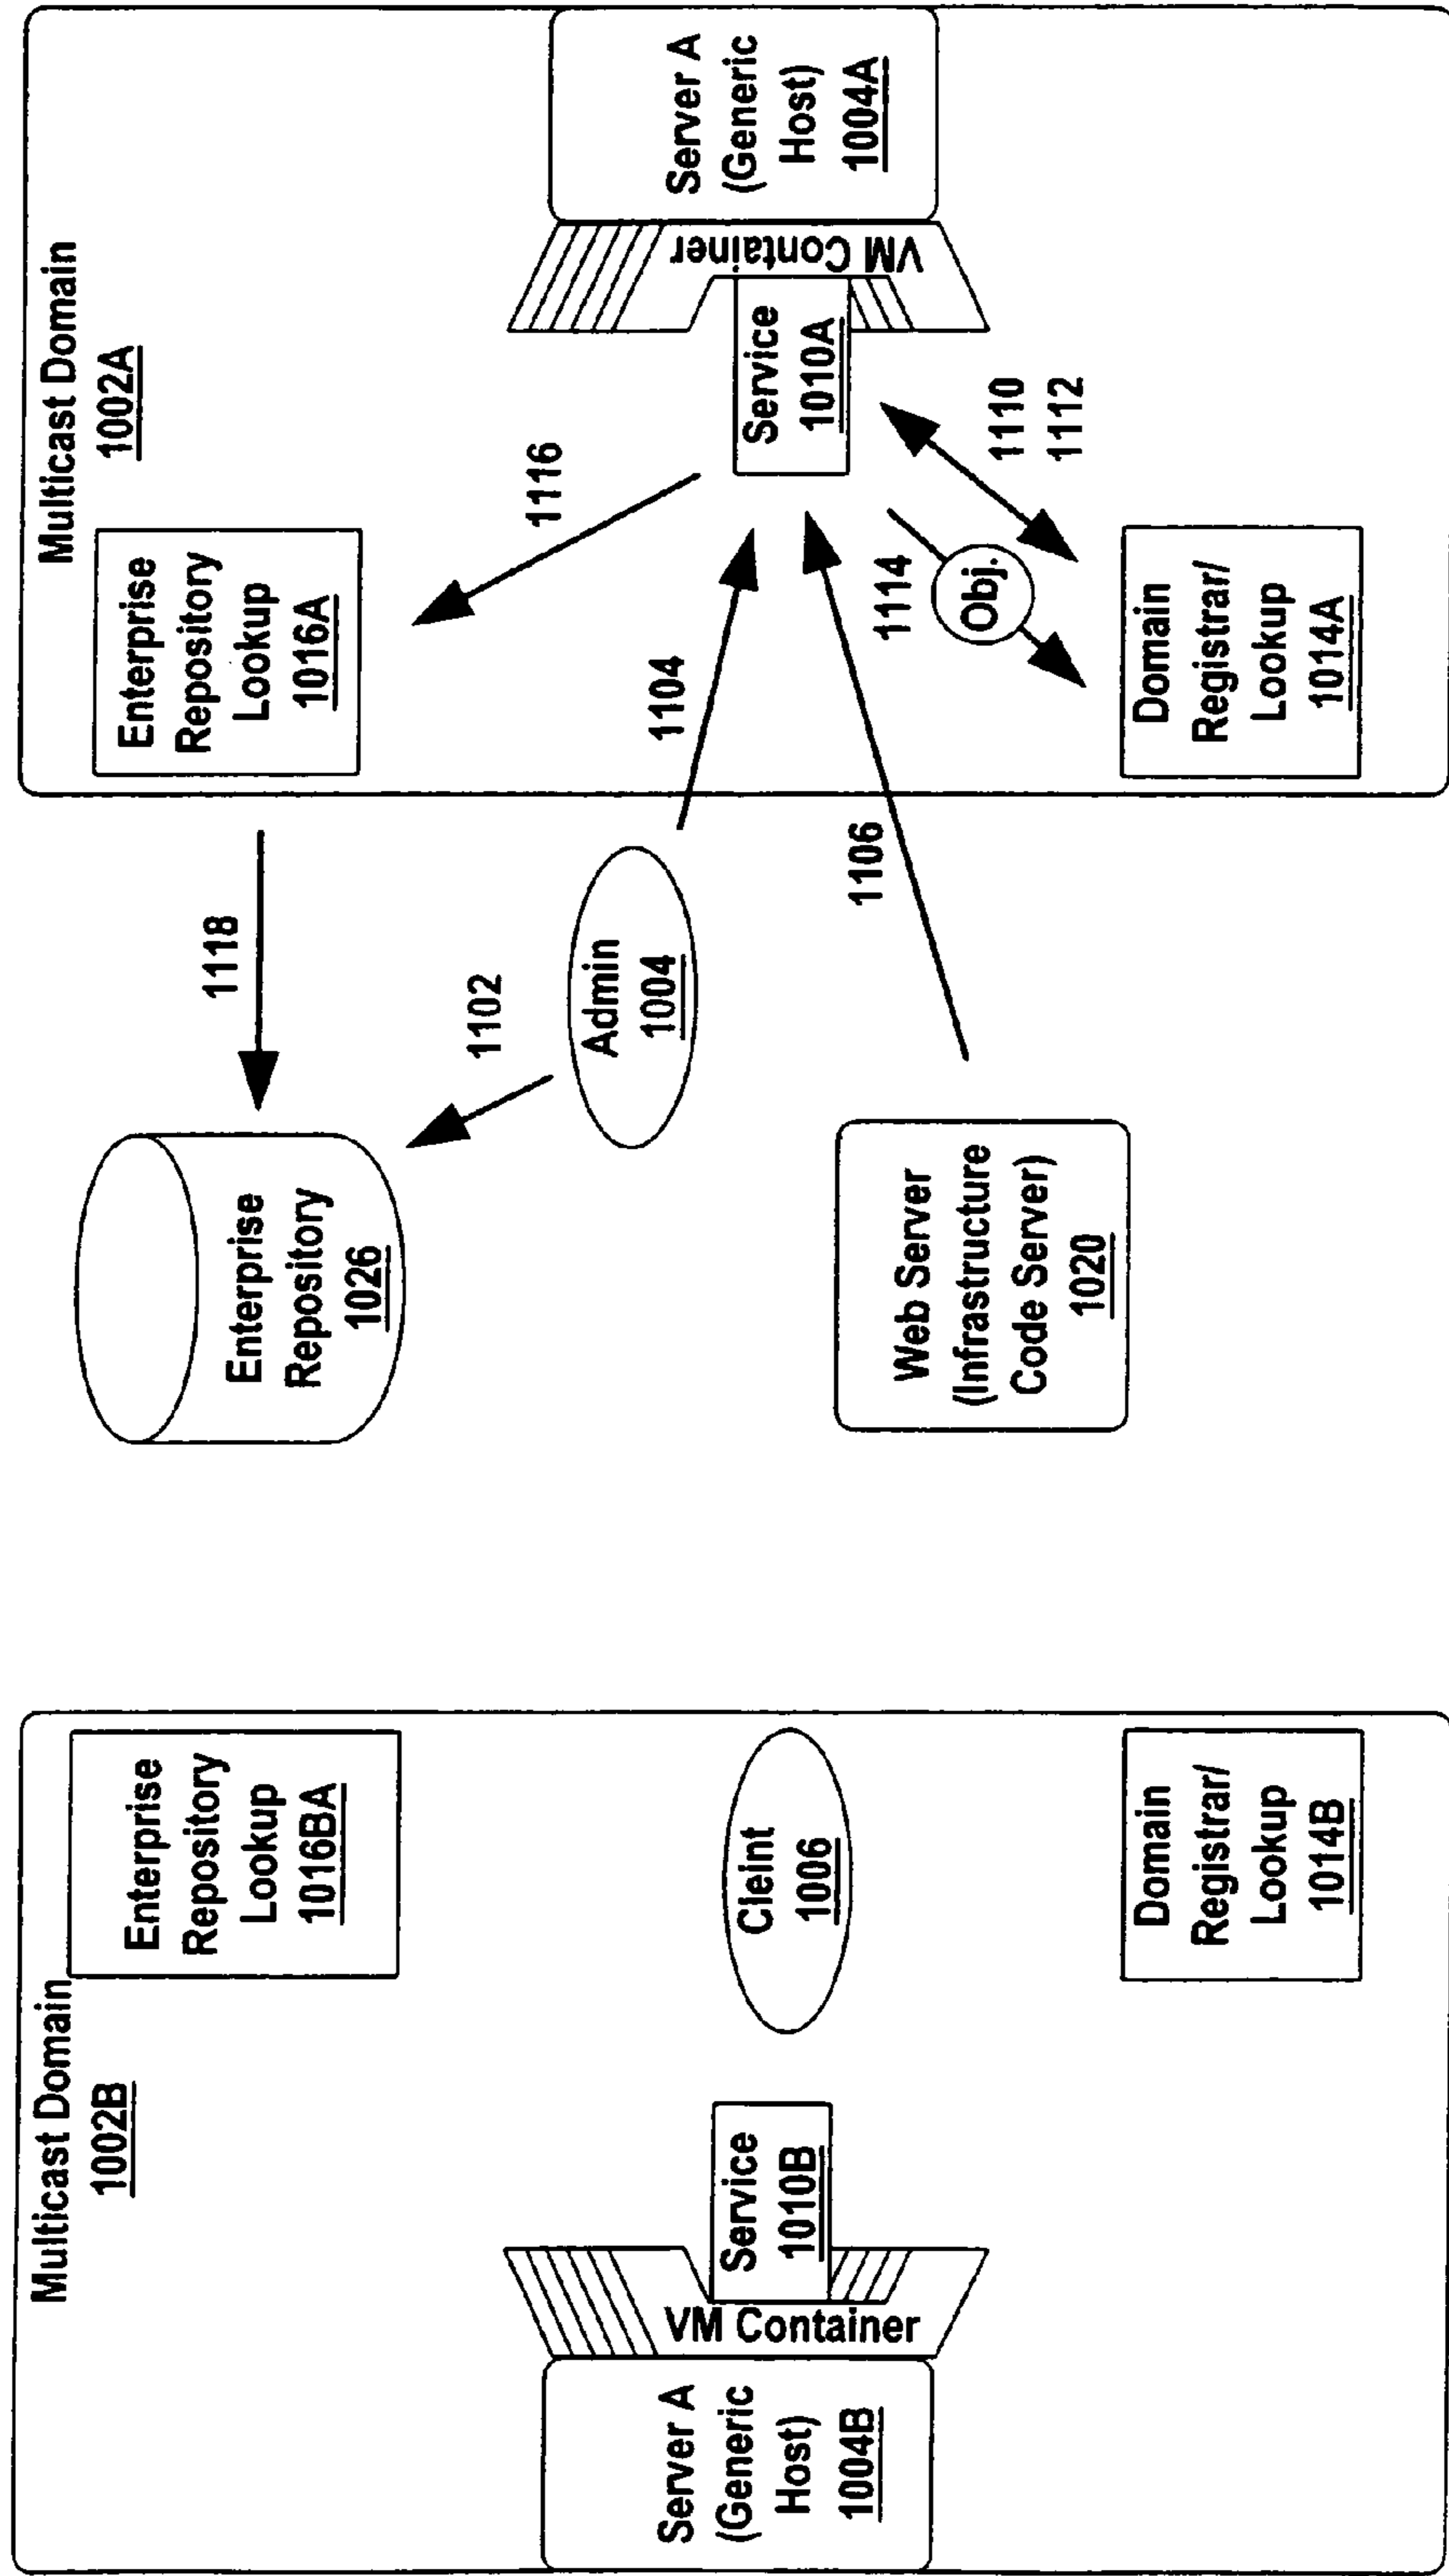 Multicast Domain
1002B
Enterprise
Repository
Lookup
1016BA
Server A
(Generic
Host)
1004B
VM Container
Service
1010B
Cleint
1006
Domain
Registrar/
Lookup
1014B
Enterprise
Repository
1026
1118
1102
Admin
1004
Web Server
(Infrastructure
Code Server)
1020
1104
1106
Multicast Domain
1002A
Enterprise
Repository
Lookup
1016A
1116
Service
1010A
VM Container
Server A
(Generic
Host)
1004A
1114
Obj.
1110
1112
Domain
Registrar/
Lookup
1014A